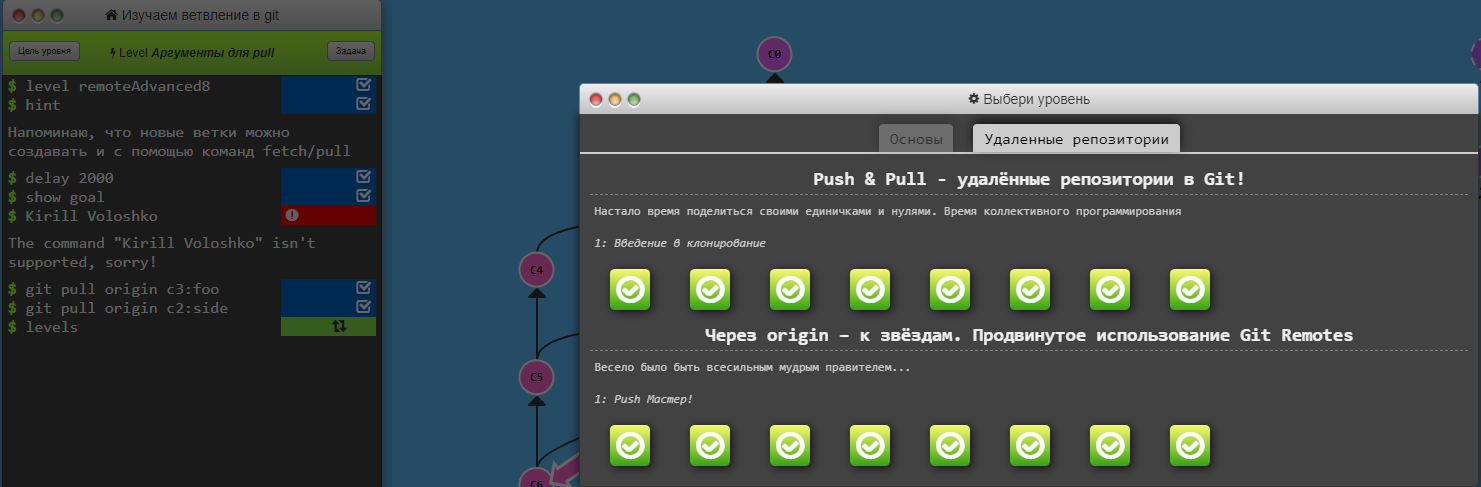 Изучаем ветвление в git
Цель уровня
Level Аргументы для pull
Задача
$ level remoteAdvanced8
$ hint
Напоминаю, что новые ветки можно
создавать и с помощью команд fetch/pull
$ delay 2000
$ show goal
$ Kirill Voloshko
The command "Kirill Voloshko" isn't
supported, sorry!
$ git pull origin c3:foo
$ git pull origin c2:side
$ levels
C0
C4
C5
C6
Выбери уровень
Основы
Удаленные репозитории
Push & Pull - удалённые репозитории в Git!
Настало время поделиться своими единичками и нулями. Время коллективного программирования
1: Введение в клонирование
Через origin – к звёздам. Продвинутое использование Git Remotes
Весело было быть всесильным мудрым правителем...
1: Push Мастер!